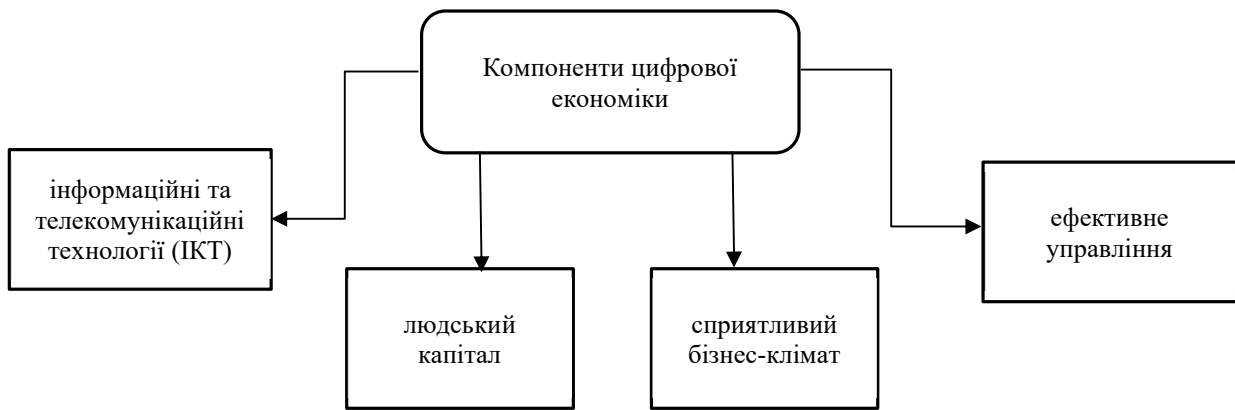 Компоненти цифрової
економіки
інформаційні та
телекомунікаційні
технології (ІКТ)
людський
капітал
сприятливий
бізнес-клімат
ефективне
управління